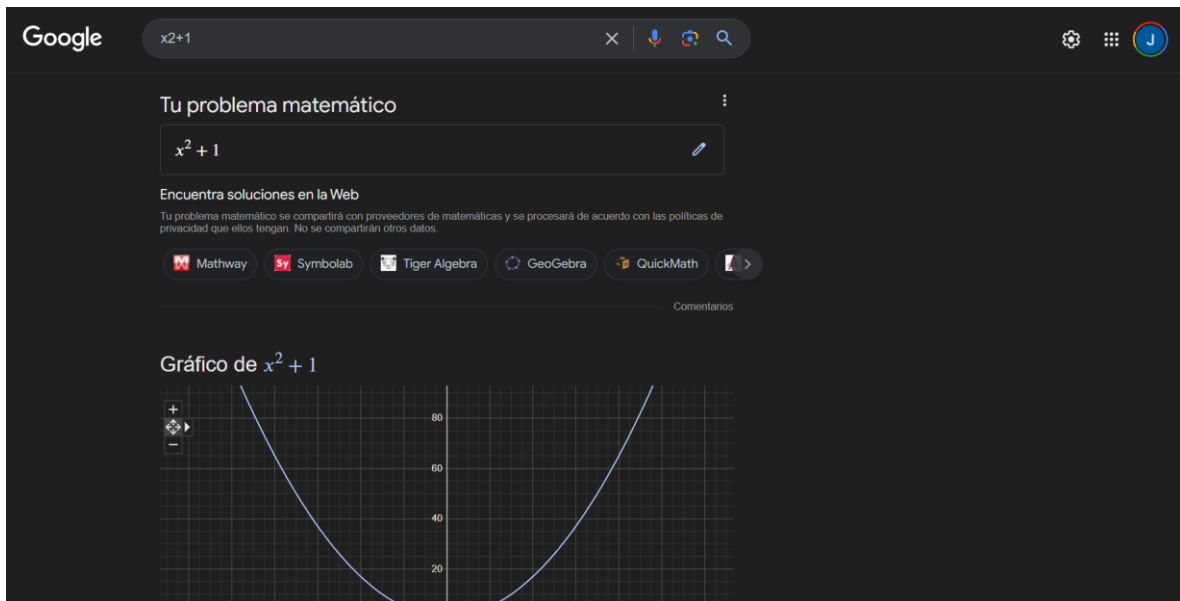 Google
x2+1
J
Tu problema matemático
x² + 1
Encuentra soluciones en la Web
Tu problema matemático se compartirá con proveedores de matemáticas y se procesará de acuerdo con las políticas de
privacidad que ellos tengan. No se compartirán otros datos.
Mathway Sy Symbolab Tiger Algebra GeoGebra QuickMath
Comentarios
Gráfico de x² + 1
80
60
40
20